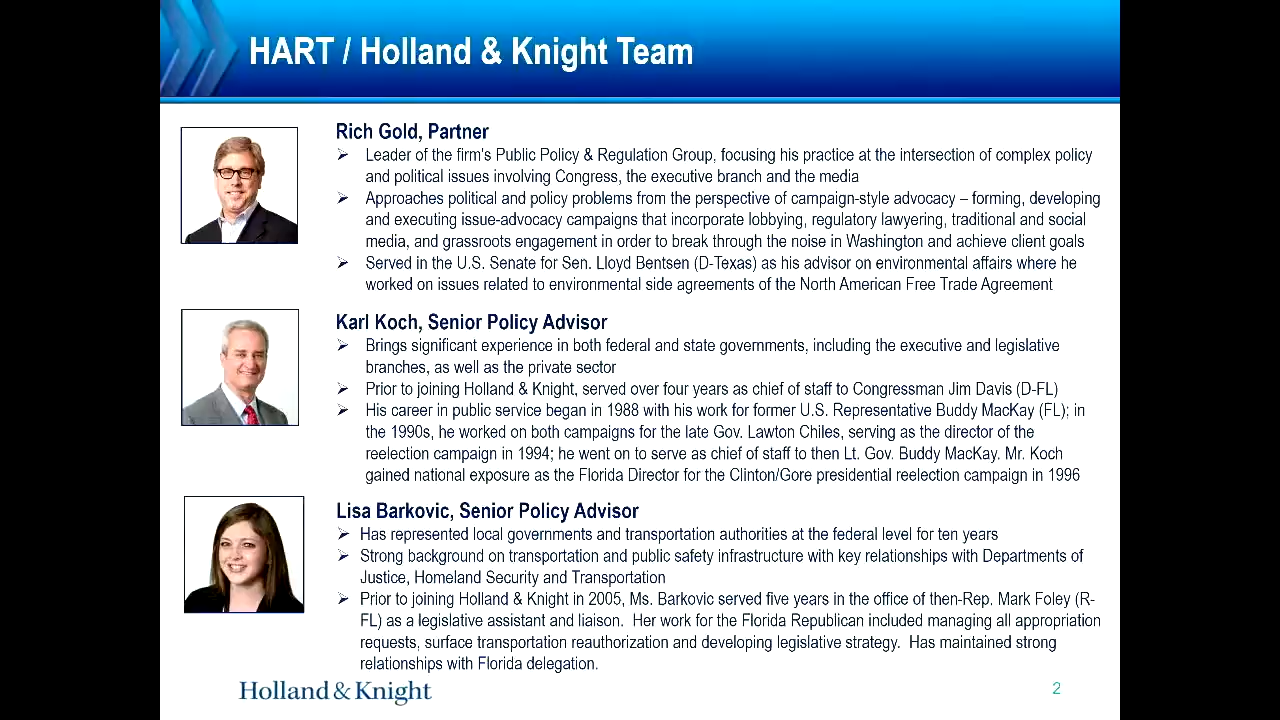 HART / Holland & Knight Team
Rich Gold, Partner
Leader of the firm's Public Policy & Regulation Group, focusing his practice at the intersection of complex policy
and political issues involving Congress, the executive branch and the media
Approaches political and policy problems from the perspective of campaign-style advocacy – forming, developing
and executing issue-advocacy campaigns that incorporate lobbying, regulatory lawyering, traditional and social
media, and grassroots engagement in order to break through the noise in Washington and achieve client goals
Served in the U.S. Senate for Sen. Lloyd Bentsen (D-Texas) as his advisor on environmental affairs where he
worked on issues related to environmental side agreements of the North American Free Trade Agreement
Karl Koch, Senior Policy Advisor
Brings significant experience in both federal and state governments, including the executive and legislative
branches, as well as the private sector
Prior to joining Holland & Knight, served over four years as chief of staff to Congressman Jim Davis (D-FL)
His career in public service began in 1988 with his work for former U.S. Representative Buddy MacKay (FL); in
the 1990s, he worked on both campaigns for the late Gov. Lawton Chiles, serving as the director of the
reelection campaign in 1994; he went on to serve as chief of staff to then Lt. Gov. Buddy MacKay. Mr. Koch
gained national exposure as the Florida Director for the Clinton/Gore presidential reelection campaign in 1996
Lisa Barkovic, Senior Policy Advisor
Has represented local governments and transportation authorities at the federal level for ten years
Strong background on transportation and public safety infrastructure with key relationships with Departments of
Justice, Homeland Security and Transportation
Prior to joining Holland & Knight in 2005, Ms. Barkovic served five years in the office of then-Rep. Mark Foley (R-
FL) as a legislative assistant and liaison. Her work for the Florida Republican included managing all appropriation
requests, surface transportation reauthorization and developing legislative strategy. Has maintained strong
relationships with Florida delegation.
Holland & Knight
2